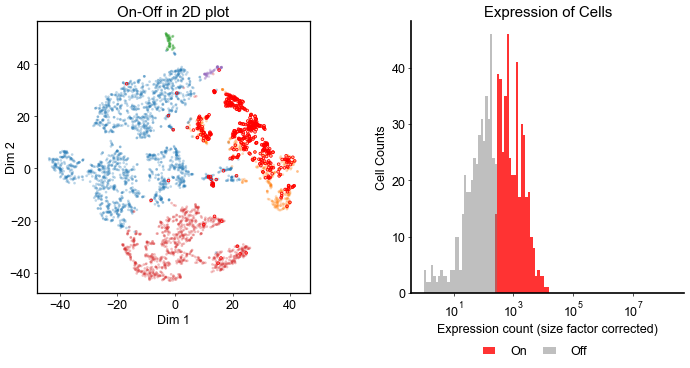 On-Off in 2D plot
Expression of Cells
Dim 2
40
20
0
−20
−40
−40 −20 0 20 40
Dim 1
Cell Counts
40
30
20
10
0
10^1 10^3 10^5 10^7
Expression count (size factor corrected)
On Off